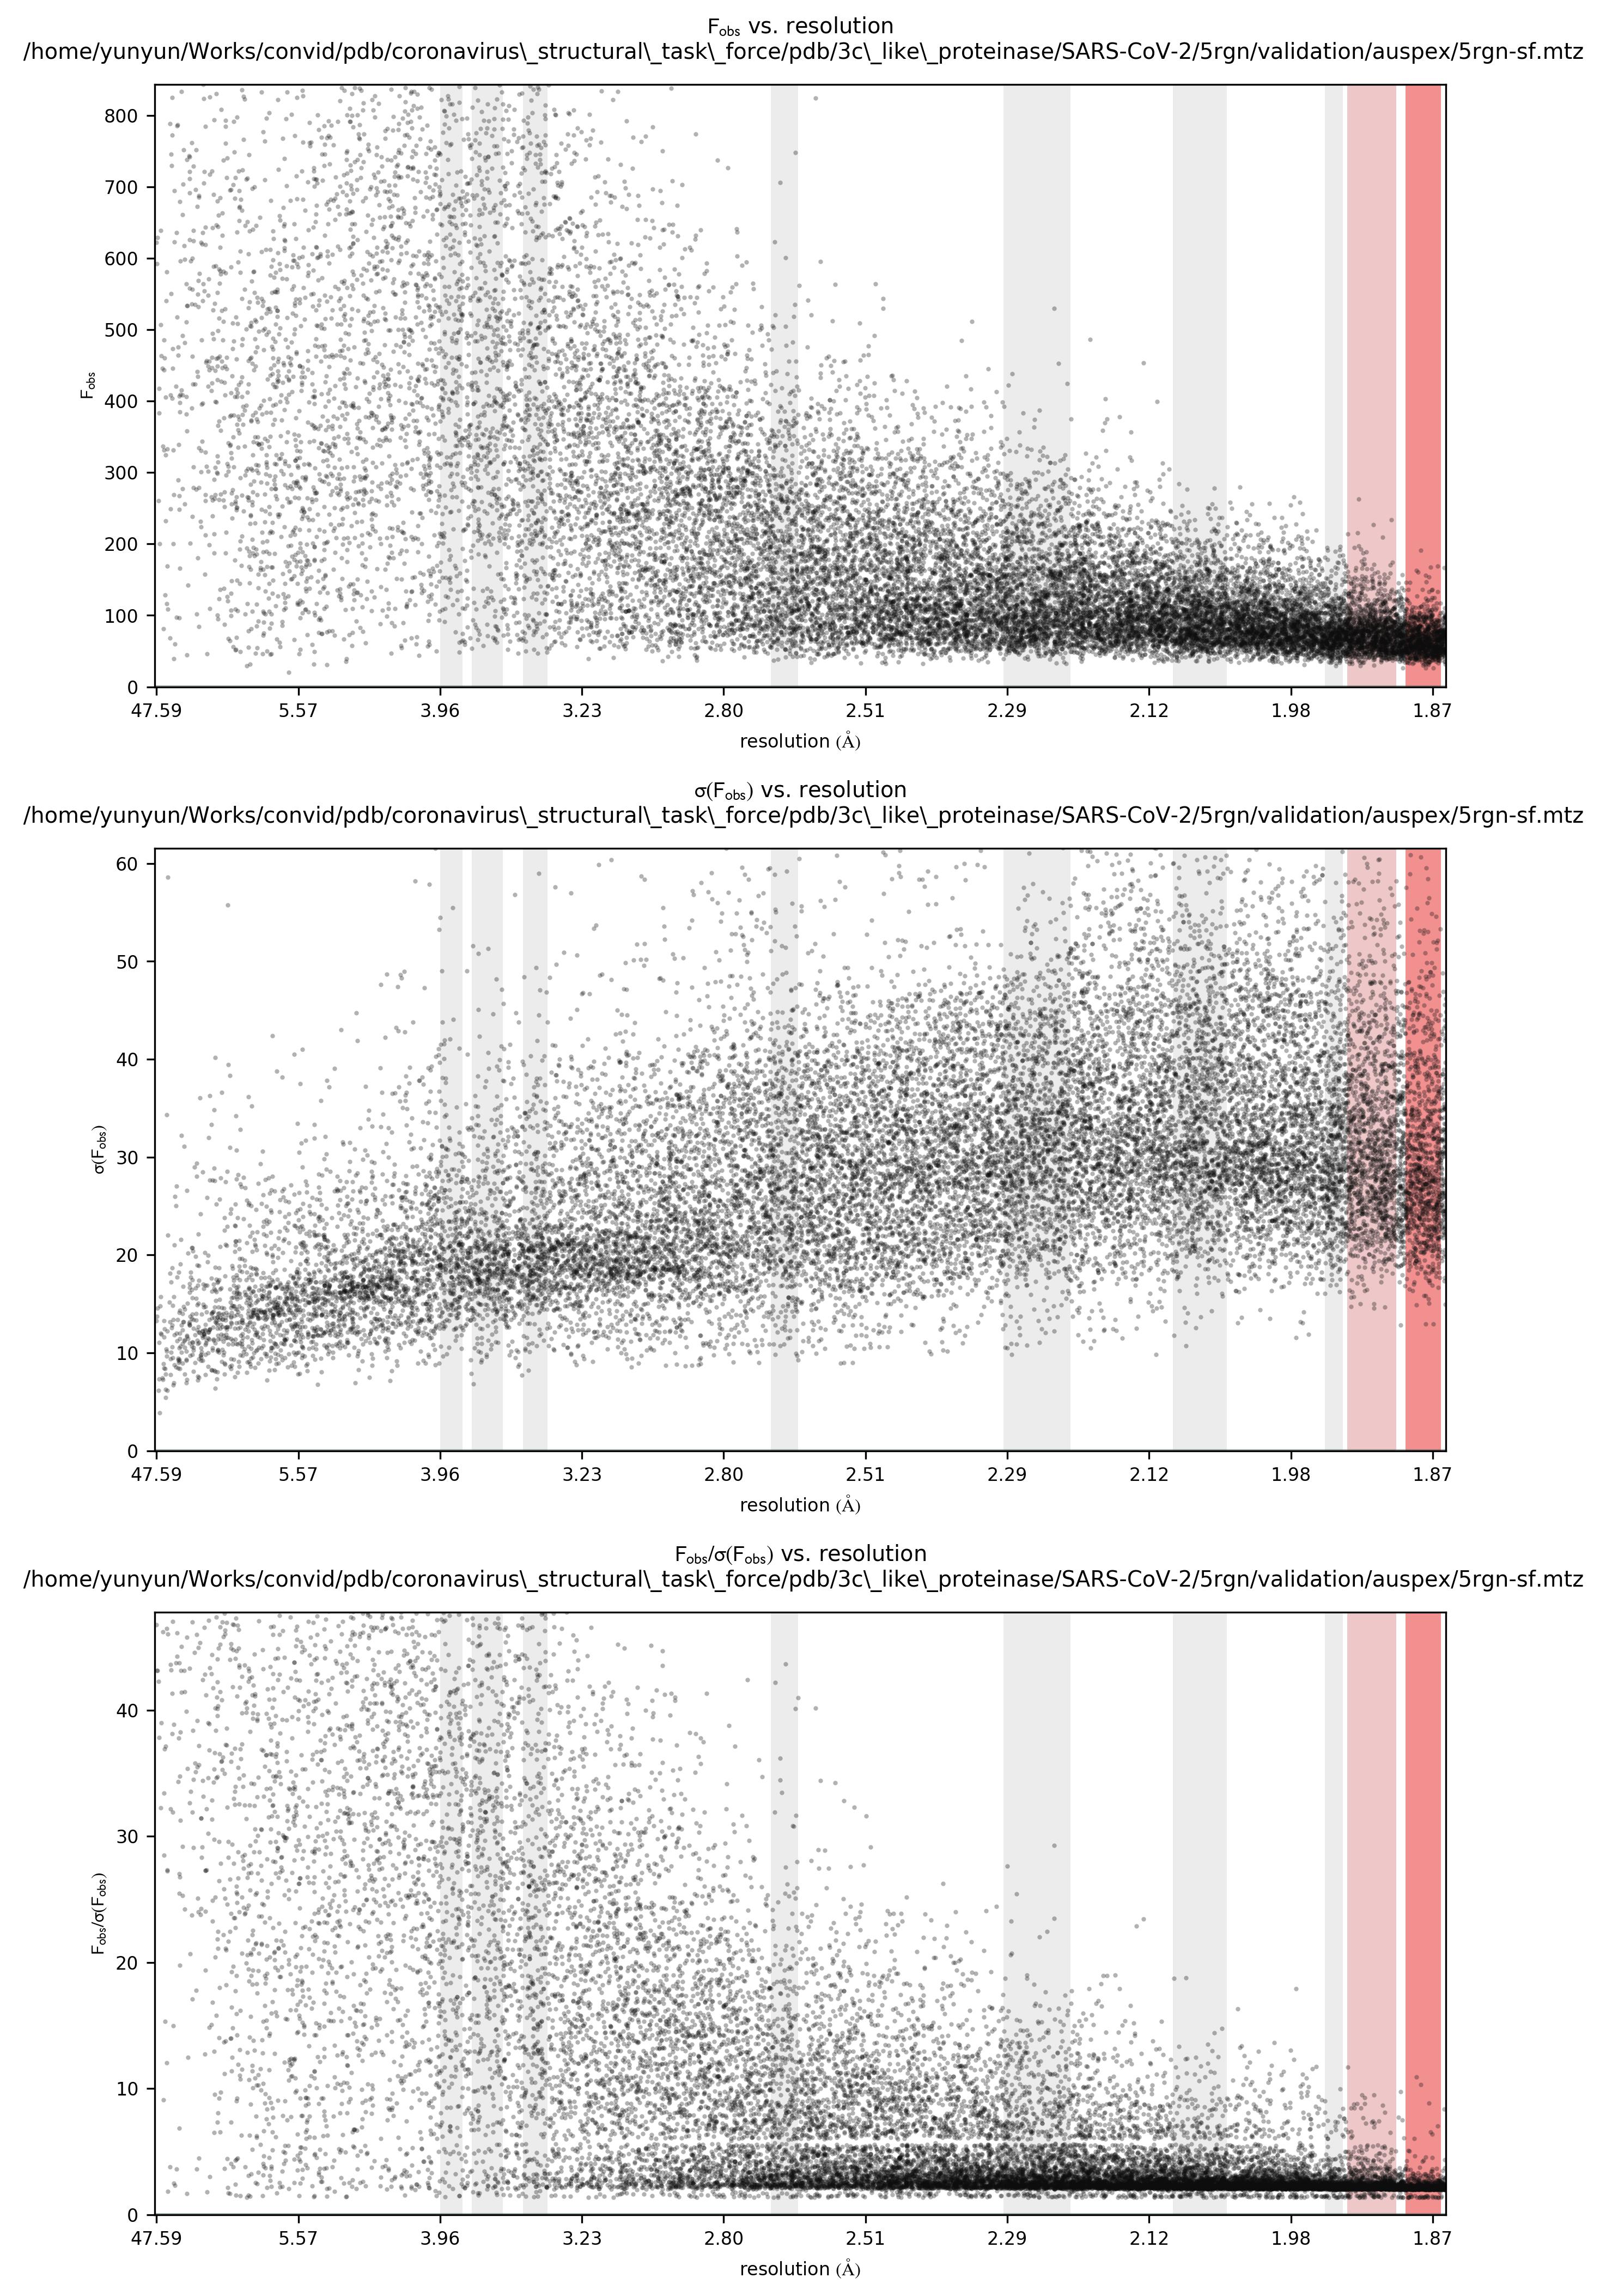 Fobs vs. resolution
/home/yunyun/Works/convid/pdb/coronavirus\_structural\_task\_force/pdb/3c\_like\_proteinase/SARS-CoV-2/5rgn/validation/auspex/5rgn-sf.mtz
800
700
600
500
400
300
200
100
0
Fobs
47.59 5.57 3.96 3.23 2.80 2.51 2.29 2.12 1.98 1.87
resolution (Å)
σ(Fobs) vs. resolution
/home/yunyun/Works/convid/pdb/coronavirus\_structural\_task\_force/pdb/3c\_like\_proteinase/SARS-CoV-2/5rgn/validation/auspex/5rgn-sf.mtz
60
50
40
30
20
10
0
σ(Fobs)
47.59 5.57 3.96 3.23 2.80 2.51 2.29 2.12 1.98 1.87
resolution (Å)
Fobs/σ(Fobs) vs. resolution
/home/yunyun/Works/convid/pdb/coronavirus\_structural\_task\_force/pdb/3c\_like\_proteinase/SARS-CoV-2/5rgn/validation/auspex/5rgn-sf.mtz
40
30
20
10
0
Fobs/σ(Fobs)
47.59 5.57 3.96 3.23 2.80 2.51 2.29 2.12 1.98 1.87
resolution (Å)